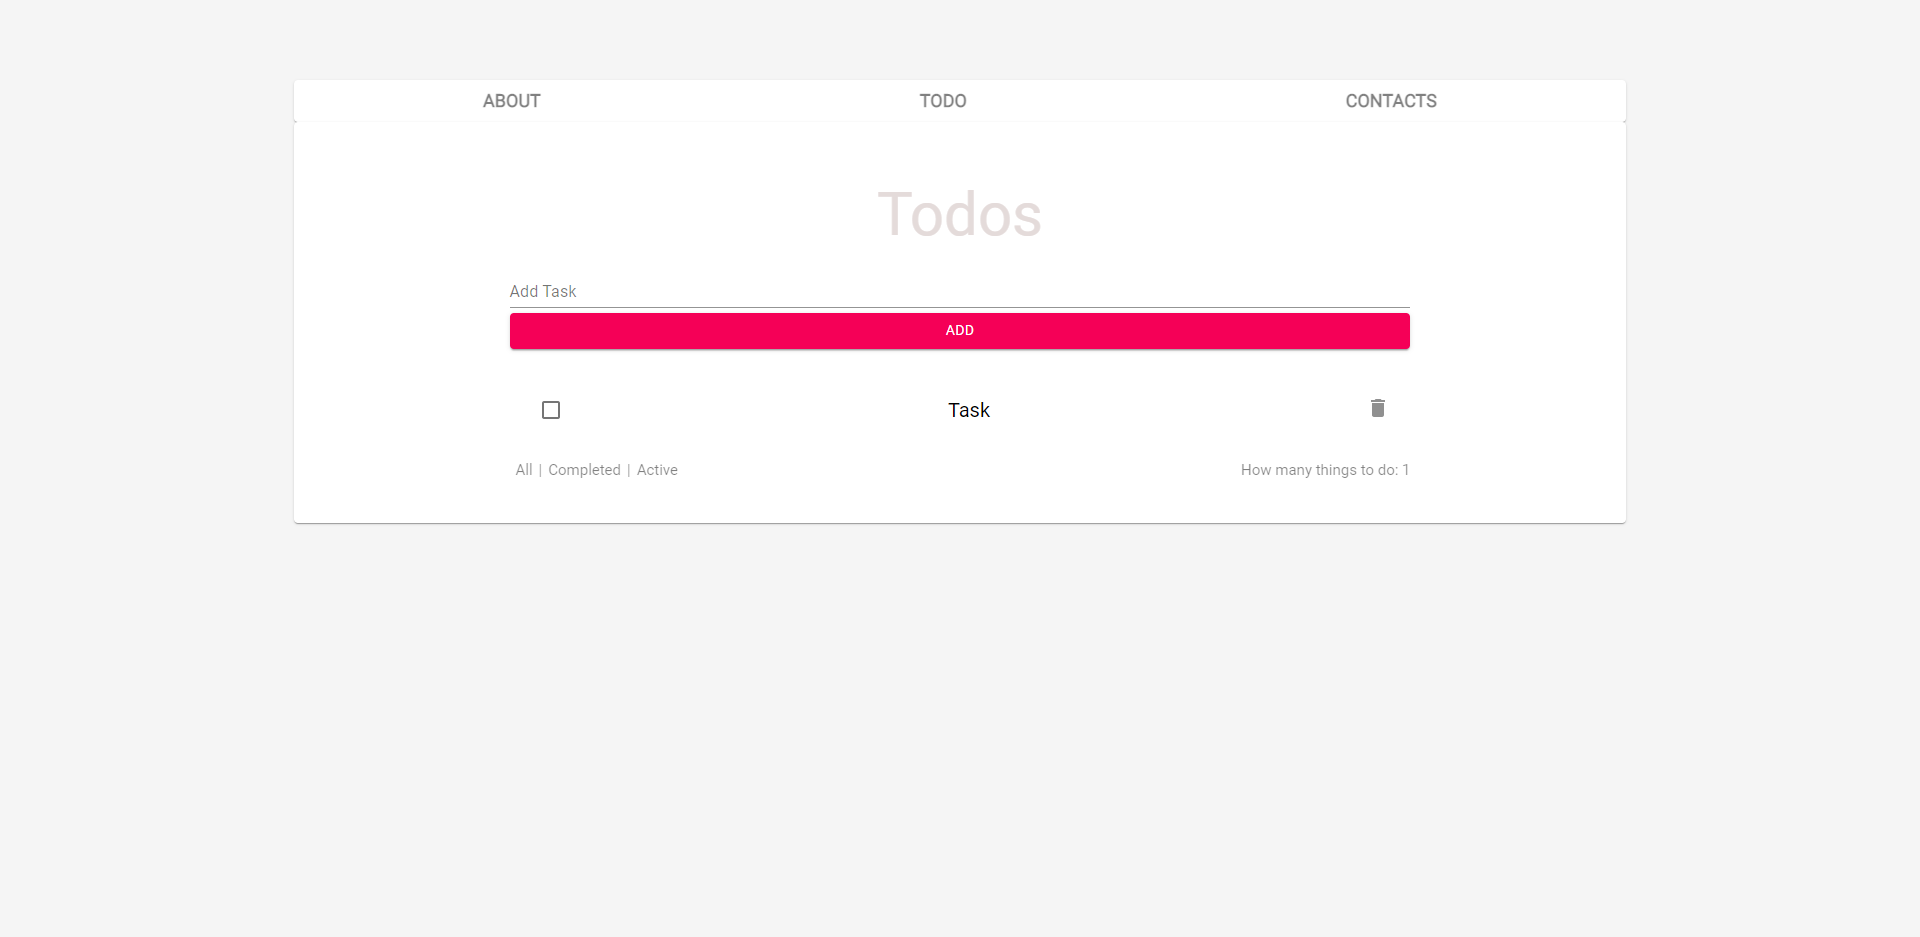 ABOUT TODO CONTACTS
Todos
Add Task
ADD
Task
All | Completed | Active How many things to do: 1